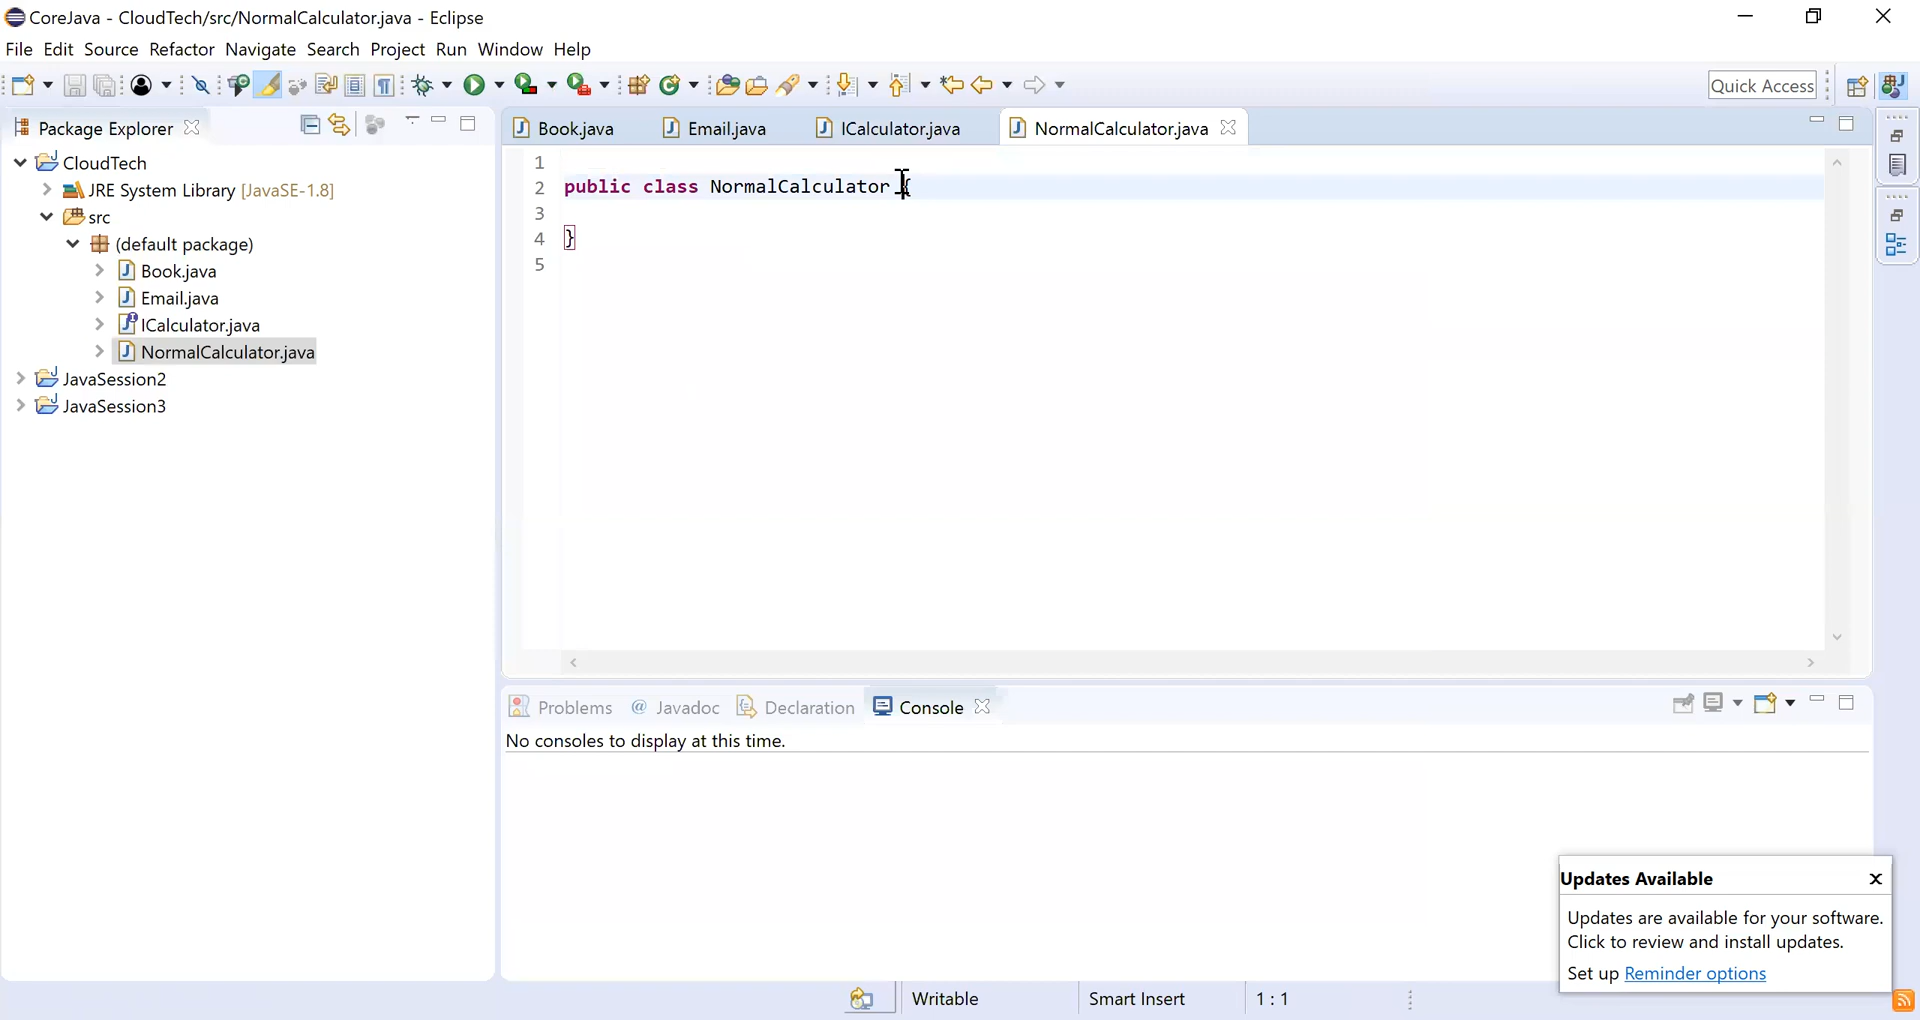 CoreJava - CloudTech/src/NormalCalculator.java - Eclipse
File Edit Source Refactor Navigate Search Project Run Window Help
Quick Access
Package Explorer
Book.java Email.java ICalculator.java NormalCalculator.java
CloudTech
JRE System Library [JavaSE-1.8]
src
(default package)
Book.java
Email.java
ICalculator.java
NormalCalculator.java
JavaSession2
JavaSession3
1
2 public class NormalCalculator {
3
4 }
5
Problems @ Javadoc Declaration Console
No consoles to display at this time.
Updates Available
Updates are available for your software.
Click to review and install updates.
Set up Reminder options
Writable Smart Insert 1 : 1